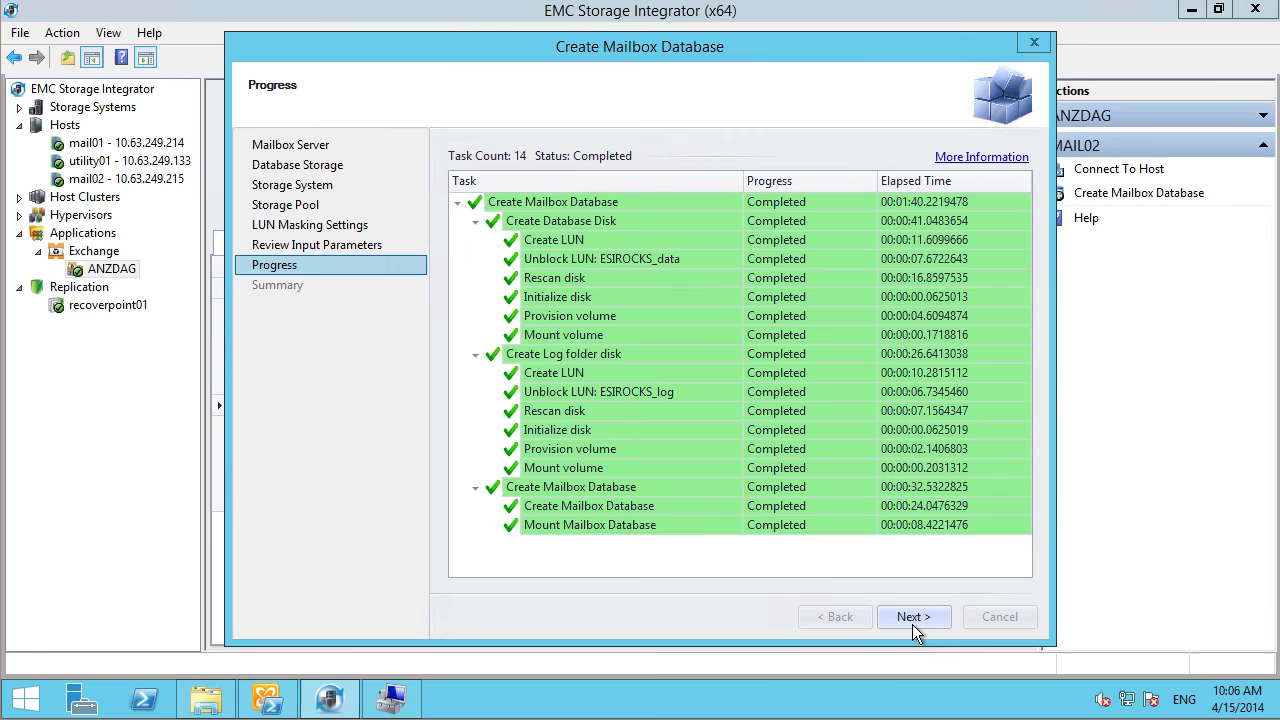 EMC Storage Integrator (x64)
File Action View Help
EMC Storage Integrator
Storage Systems
Hosts
mail01 - 10.63.249.214
utility01 - 10.63.249.133
mail02 - 10.63.249.215
Host Clusters
Hypervisors
Applications
Exchange
ANZDAG
Replication
recoverpoint01
Create Mailbox Database
Progress
Mailbox Server
Database Storage
Storage System
Storage Pool
LUN Masking Settings
Review Input Parameters
Progress
Summary
Task Count: 14 Status: Completed
More Information
Task Progress Elapsed Time
Create Mailbox Database Completed 00:01:40.2219478
Create Database Disk Completed 00:00:41.0483654
Create LUN Completed 00:00:11.6099666
Unblock LUN: ESIROCKS_data Completed 00:00:07.6722643
Rescan disk Completed 00:00:16.8597535
Initialize disk Completed 00:00:00.0625013
Provision volume Completed 00:00:04.6094874
Mount volume Completed 00:00:00.1718816
Create Log folder disk Completed 00:00:26.6413038
Create LUN Completed 00:00:10.2815112
Unblock LUN: ESIROCKS_log Completed 00:00:06.7345460
Rescan disk Completed 00:00:07.1564347
Initialize disk Completed 00:00:00.0625019
Provision volume Completed 00:00:02.1406803
Mount volume Completed 00:00:00.2031312
Create Mailbox Database Completed 00:00:32.5322825
Create Mailbox Database Completed 00:00:24.0476329
Mount Mailbox Database Completed 00:00:08.4221476
< Back Next > Cancel
ctions
ANZDAG
MAIL02
Connect To Host
Create Mailbox Database
Help
ENG
10:06 AM
4/15/2014